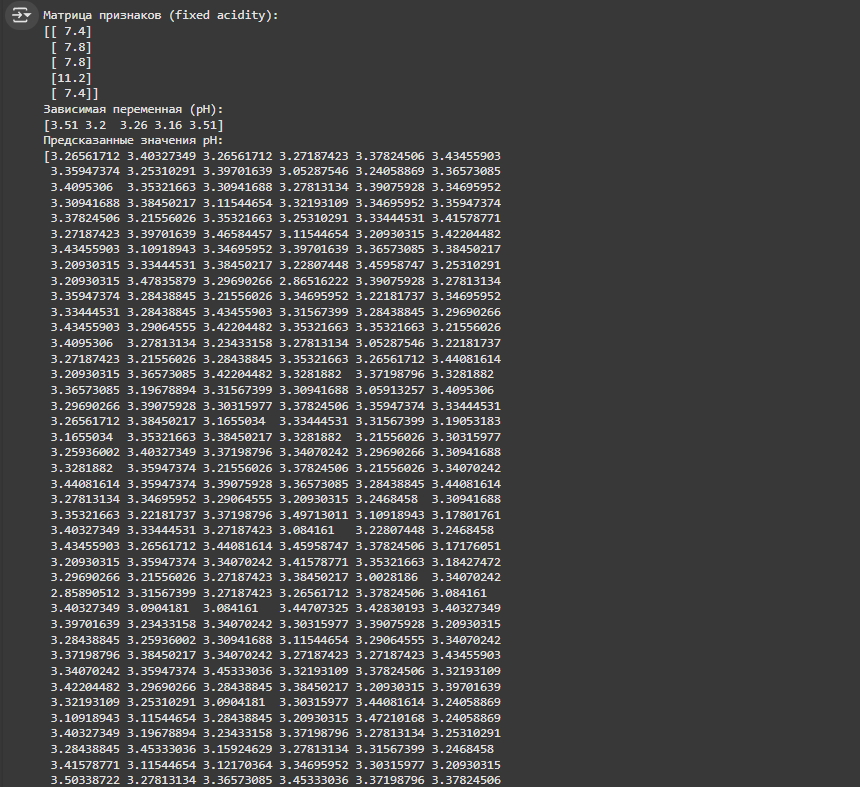 Матрица признаков (fixed acidity):
[[ 7.4]
[ 7.8]
[ 7.8]
[11.2]
[ 7.4]]
Зависимая переменная (pH):
[3.51 3.2  3.26 3.16 3.51]
Предсказанные значения pH:
[3.26561712 3.40327349 3.26561712 3.27187423 3.37824506 3.43455903
3.35947374 3.25310291 3.39701639 3.05287546 3.24058869 3.36573085
3.4095306  3.35321663 3.30941688 3.27813134 3.39075928 3.34695952
3.30941688 3.38450217 3.11544654 3.32193109 3.34695952 3.35947374
3.37824506 3.21556026 3.35321663 3.25310291 3.33444531 3.41578771
3.27187423 3.39701639 3.46584457 3.11544654 3.20930315 3.42204482
3.43455903 3.10918943 3.34695952 3.39701639 3.36573085 3.38450217
3.20930315 3.33444531 3.38450217 3.22807448 3.45958747 3.25310291
3.20930315 3.47835879 3.29690266 2.86516222 3.39075928 3.27813134
3.35947374 3.28438845 3.21556026 3.34695952 3.22181737 3.34695952
3.33444531 3.28438845 3.43455903 3.31567399 3.28438845 3.29690266
3.43455903 3.29064555 3.42204482 3.35321663 3.35321663 3.21556026
3.4095306  3.27813134 3.23433158 3.27813134 3.05287546 3.22181737
3.27187423 3.21556026 3.28438845 3.35321663 3.26561712 3.44081614
3.20930315 3.36573085 3.42204482 3.3281882  3.37198796 3.3281882
3.36573085 3.19678894 3.31567399 3.30941688 3.05913257 3.4095306
3.29690266 3.39075928 3.30315977 3.37824506 3.35947374 3.33444531
3.26561712 3.38450217 3.1655034  3.33444531 3.31567399 3.19053183
3.1655034  3.35321663 3.38450217 3.3281882  3.21556026 3.30315977
3.25936002 3.40327349 3.37198796 3.34070242 3.29690266 3.30941688
3.3281882  3.35947374 3.21556026 3.37824506 3.21556026 3.34070242
3.44081614 3.35947374 3.39075928 3.36573085 3.28438845 3.44081614
3.27813134 3.34695952 3.29064555 3.20930315 3.2468458  3.30941688
3.35321663 3.22181737 3.37198796 3.49713011 3.10918943 3.17801761
3.40327349 3.33444531 3.27187423 3.084161   3.22807448 3.2468458
3.43455903 3.26561712 3.44081614 3.45958747 3.37824506 3.17176051
3.20930315 3.35947374 3.34070242 3.41578771 3.35321663 3.18427472
3.29690266 3.21556026 3.27187423 3.38450217 3.0028186  3.34070242
2.85890512 3.31567399 3.27187423 3.26561712 3.37824506 3.084161
3.40327349 3.0904181  3.084161   3.44707325 3.42830193 3.40327349
3.39701639 3.23433158 3.34070242 3.30315977 3.39075928 3.20930315
3.28438845 3.25936002 3.30941688 3.11544654 3.29064555 3.34070242
3.37198796 3.38450217 3.34070242 3.27187423 3.27187423 3.43455903
3.34070242 3.35947374 3.45333036 3.32193109 3.37824506 3.32193109
3.42204482 3.29690266 3.28438845 3.38450217 3.20930315 3.39701639
3.32193109 3.25310291 3.0904181  3.30315977 3.44081614 3.24058869
3.10918943 3.11544654 3.28438845 3.20930315 3.47210168 3.24058869
3.40327349 3.19678894 3.23433158 3.37198796 3.27813134 3.25310291
3.28438845 3.45333036 3.15924629 3.27813134 3.31567399 3.2468458
3.41578771 3.11544654 3.12170364 3.34695952 3.30315977 3.20930315
3.50338722 3.27813134 3.36573085 3.45333036 3.37198796 3.37824506